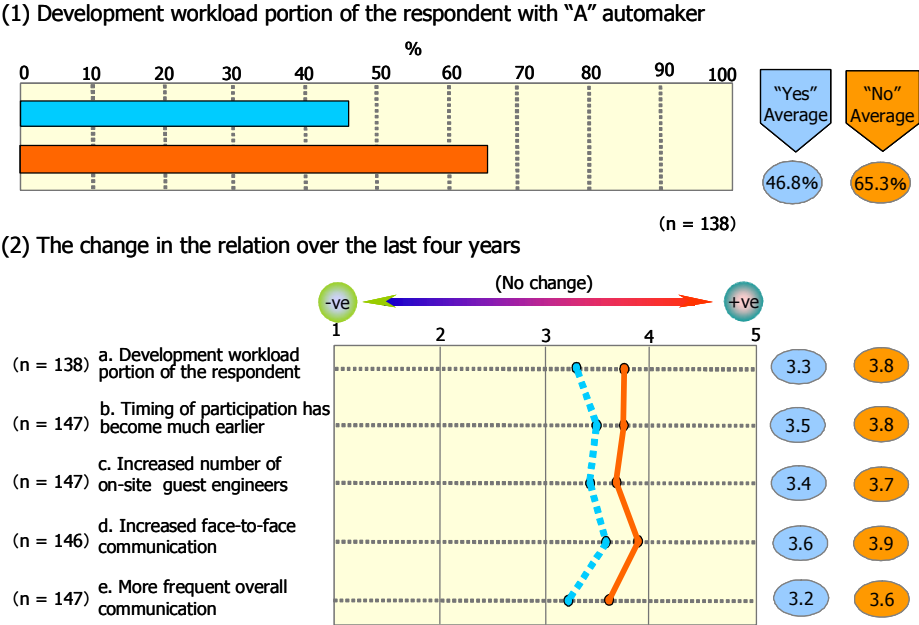 (1) Development workload portion of the respondent with “A” automaker
%
0 10 20 30 40 50 60 70 80 90 100
“Yes” Average
“No” Average
46.8% 65.3%
(n = 138)
(2) The change in the relation over the last four years
(No change)
-ve +ve
1 2 3 4 5
(n = 138) a. Development workload
portion of the respondent
3.3 3.8
(n = 147) b. Timing of participation has
become much earlier
3.5 3.8
(n = 147) c. Increased number of
on-site guest engineers
3.4 3.7
(n = 146) d. Increased face-to-face
communication
3.6 3.9
(n = 147) e. More frequent overall
communication
3.2 3.6